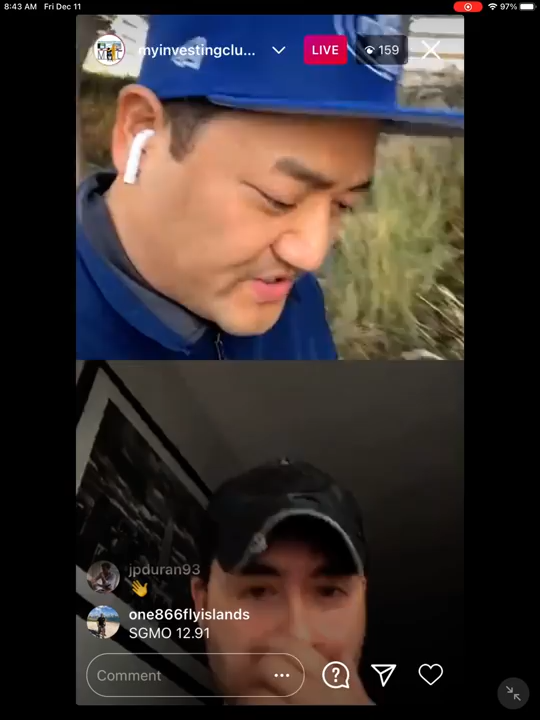 8:43 AM Fri Dec 11
97%
myinvestingclu...
LIVE
159
jpduran93
one866flyislands
SGMO 12.91
Comment